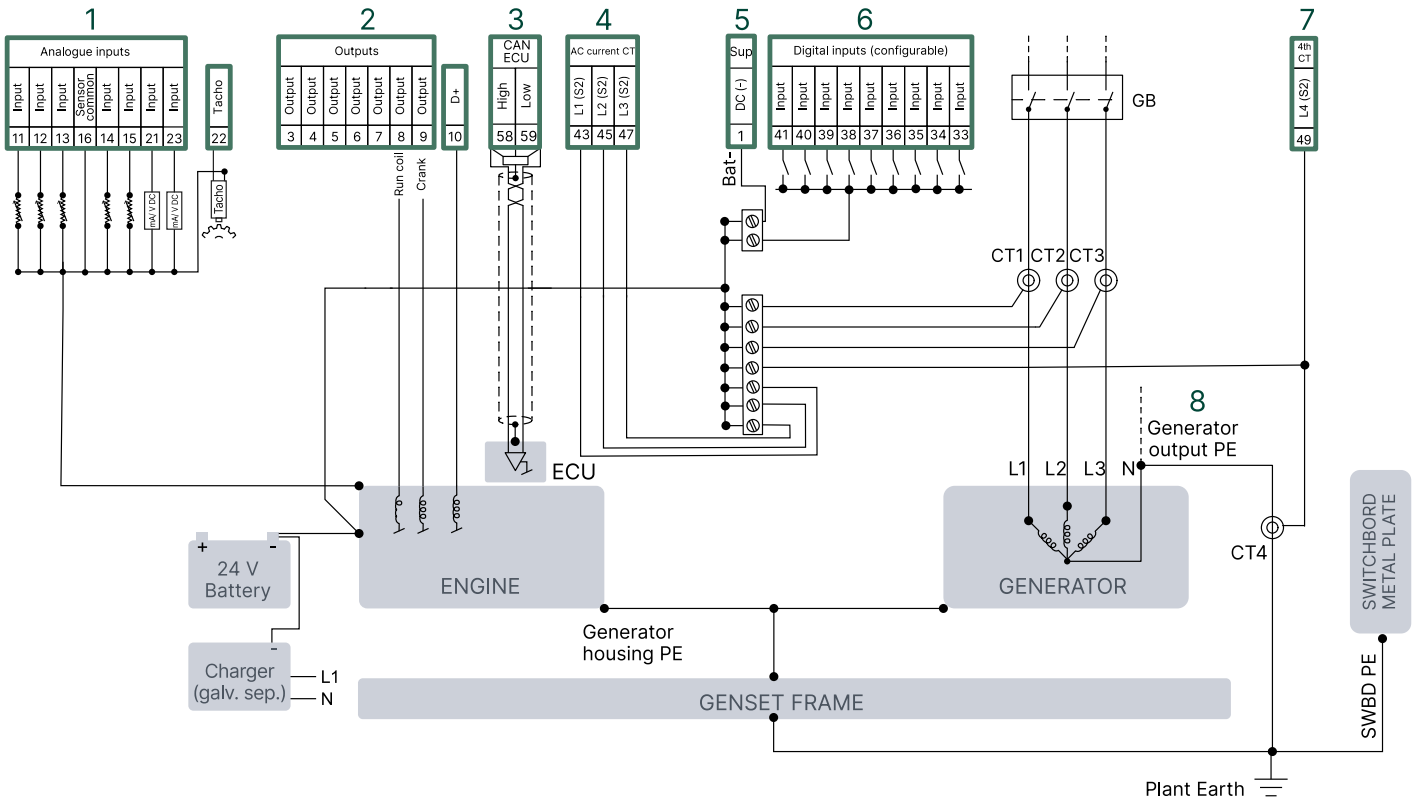 1
2
3
4
5
6
7
Analogue inputs
Input
Input
Input
Sensor
common
Input
Input
Input
Input
11
12
13
16
14
15
21
23
Tacho
22
Outputs
Output
Output
Output
Output
Output
Output
Output
3
4
5
6
7
8
9
D+
10
CAN
ECU
High
Low
58
59
AC current CT
L1 (S2)
L2 (S2)
L3 (S2)
43
45
47
Sup
DC (-)
1
Digital inputs (configurable)
Input
Input
Input
Input
Input
Input
Input
Input
Input
41
40
39
38
37
36
35
34
33
GB
4th
CT
L4 (S2)
49
mA/ V DC
mA/ V DC
Tacho
Run coil
Crank
Bat-
CT1
CT2
CT3
8
Generator
output PE
L1
L2
L3
N
ECU
+
-
24 V
Battery
ENGINE
GENERATOR
CT4
SWITCHBORD
METAL PLATE
Generator
housing PE
-
Charger
(galv. sep.)
L1
N
GENSET FRAME
SWBD PE
Plant Earth